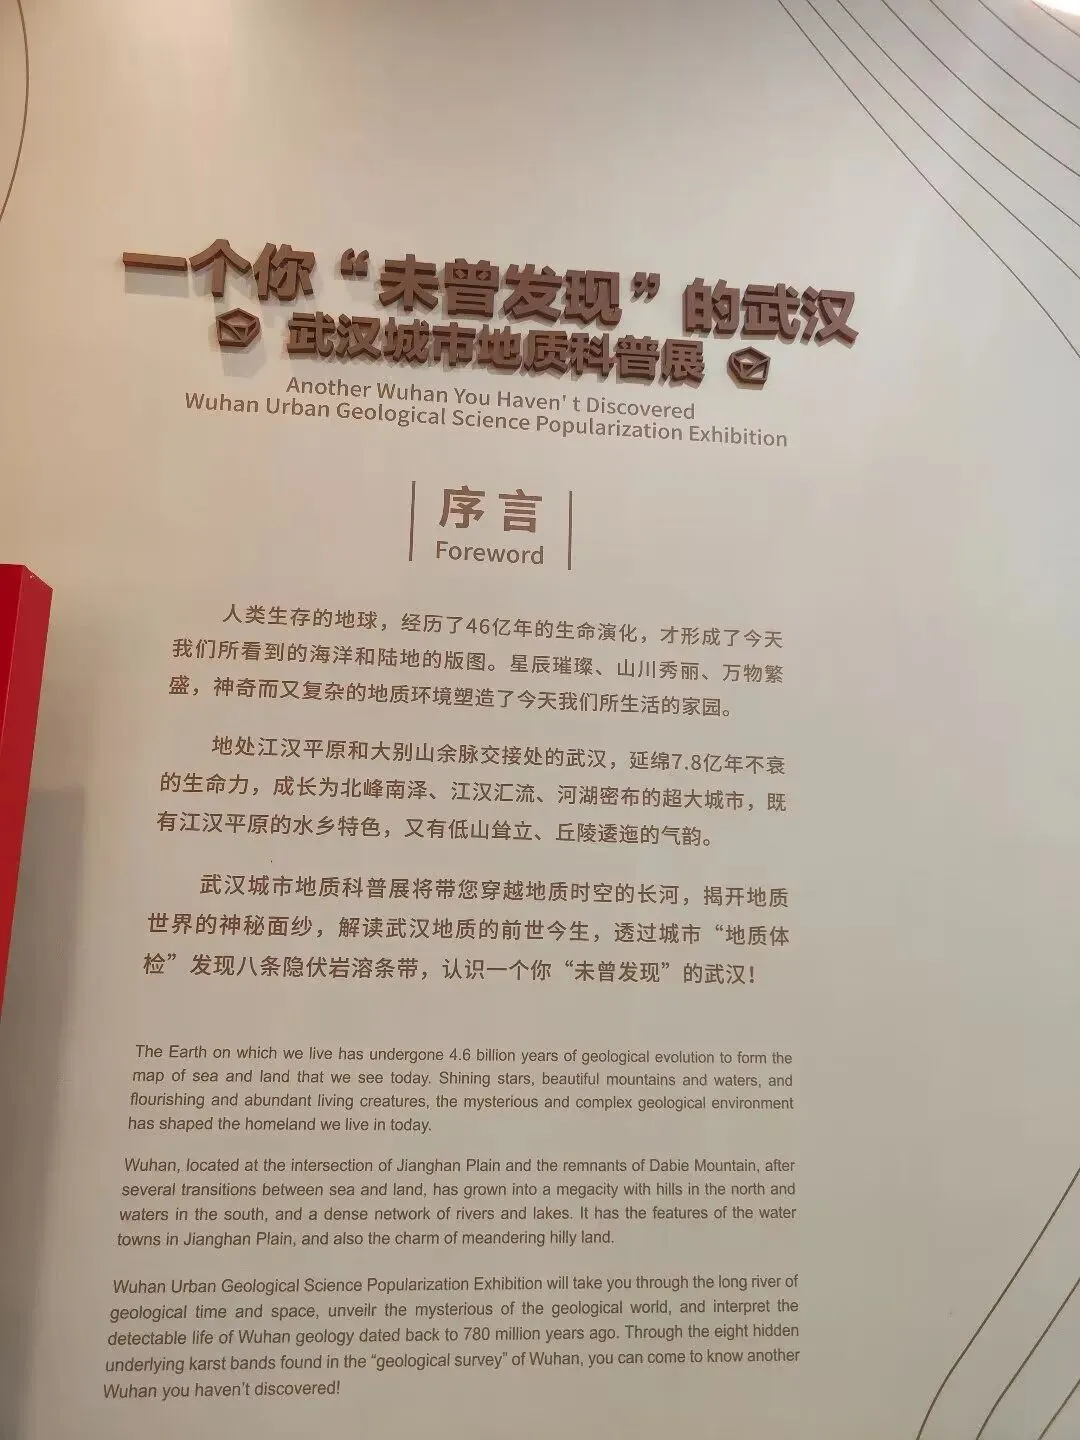 一个你“未曾发现”的武汉
武汉城市地质科普展
Another Wuhan You Haven' t Discovered
Wuhan Urban Geological Science Popularization Exhibition
序言
Foreword
人类生存的地球，经历了46亿年的生命演化，才形成了今天
我们所看到的海洋和陆地的版图。星辰璀璨、山川秀丽、万物繁
盛，神奇而又复杂的地质环境塑造了今天我们所生活的家园。
地处江汉平原和大别山余脉交接处的武汉，延绵7.8亿年不衰
的生命力，成长为北峰南泽、江汉汇流、河湖密布的超大城市，既
有江汉平原的水乡特色，又有低山耸立、丘陵逶迤的气韵。
武汉城市地质科普展将带您穿越地质时空的长河，揭开地质
世界的神秘面纱，解读武汉地质的前世今生，透过城市“地质体
检”发现八条隐伏岩溶条带，认识一个你“未曾发现”的武汉！
The Earth on which we live has undergone 4.6 billion years of geological evolution to form the
map of sea and land that we see today. Shining stars, beautiful mountains and waters, and
flourishing and abundant living creatures, the mysterious and complex geological environment
has shaped the homeland we live in today.
Wuhan, located at the intersection of Jianghan Plain and the remnants of Dabie Mountain, after
several transitions between sea and land, has grown into a megacity with hills in the north and
waters in the south, and a dense network of rivers and lakes. It has the features of the water
towns in Jianghan Plain, and also the charm of meandering hilly land.
Wuhan Urban Geological Science Popularization Exhibition will take you through the long river of
geological time and space, unveilr the mysterious of the geological world, and interpret the
detectable life of Wuhan geology dated back to 780 million years ago. Through the eight hidden
underlying karst bands found in the “geological survey” of Wuhan, you can come to know another
Wuhan you haven’t discovered!